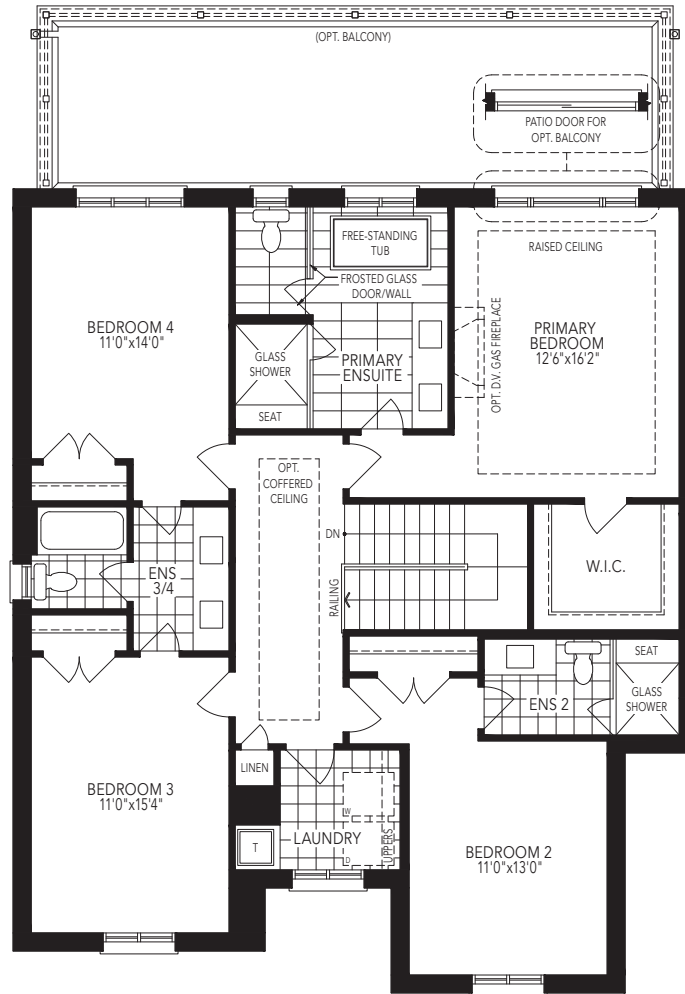 (OPT. BALCONY)
PATIO DOOR FOR
OPT. BALCONY
FREE-STANDING
TUB
RAISED CEILING
FROSTED GLASS
DOOR/WALL
BEDROOM 4
11'0"x14'0"
GLASS
SHOWER
SEAT
PRIMARY
ENSUITE
OPT. D.V. GAS FIREPLACE
PRIMARY
BEDROOM
12'6"x16'2"
OPT.
COFFERED
CEILING
DN
RAILING
W.I.C.
ENS
3/4
SEAT
GLASS
SHOWER
ENS 2
LINEN
BEDROOM 3
11'0"x15'4"
T
LAUNDRY
W
D
UPPERS
BEDROOM 2
11'0"x13'0"